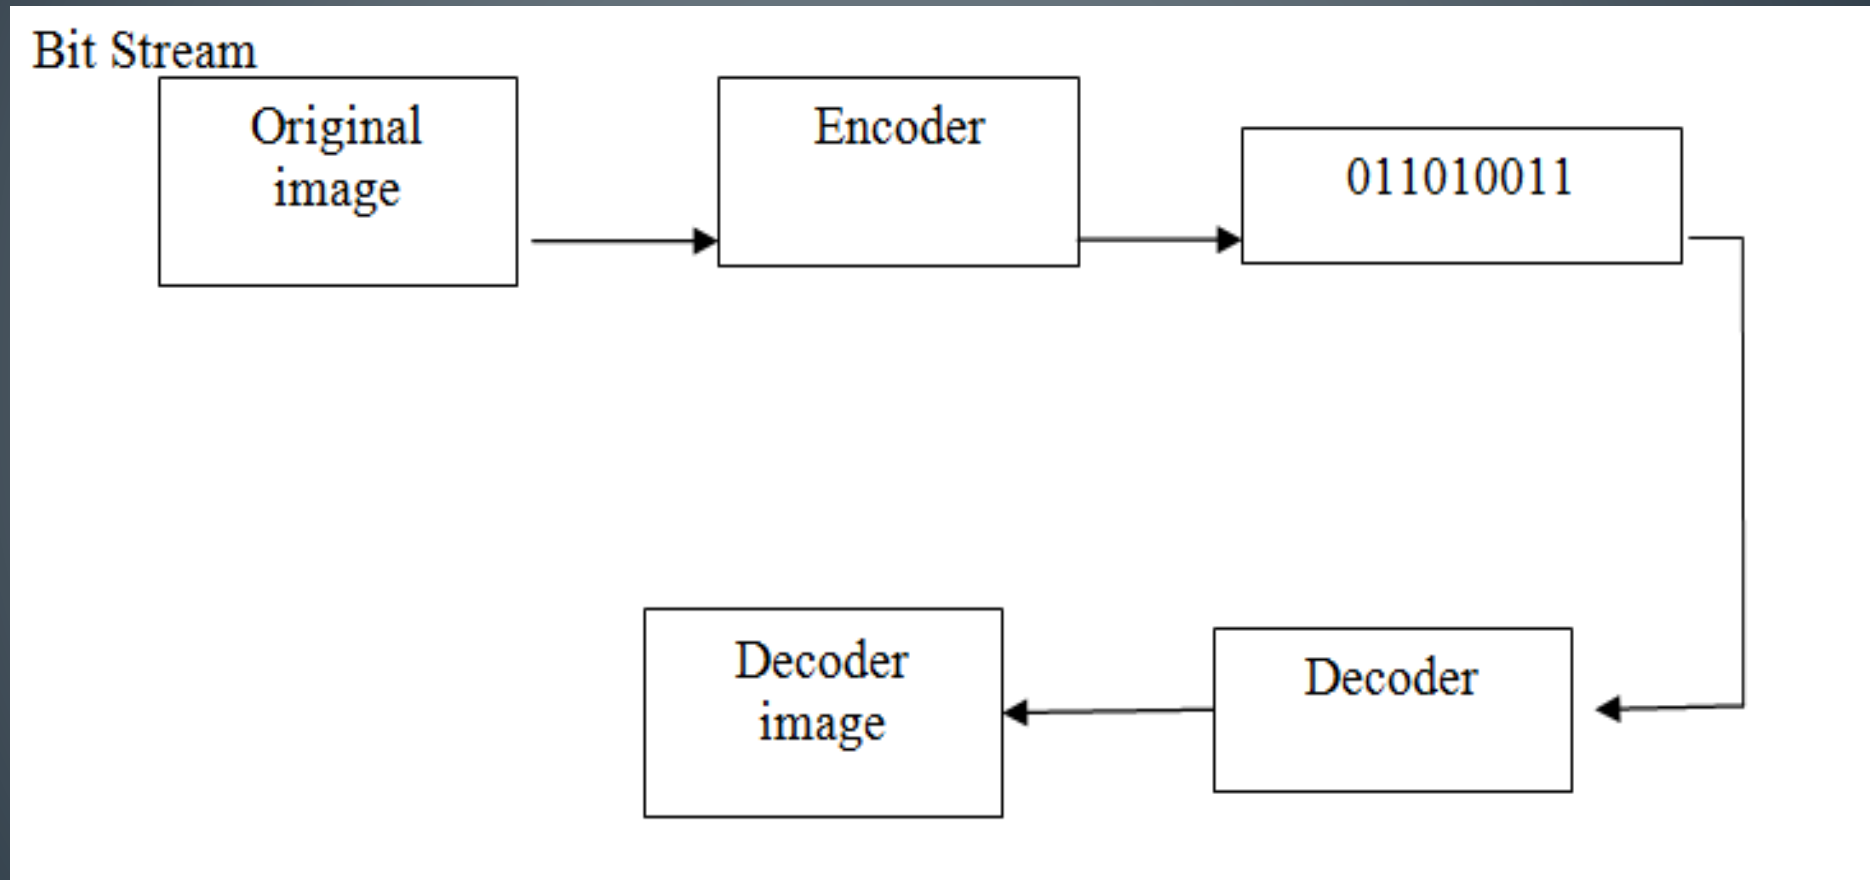 Bit Stream
Original
image
Encoder
011010011
Decoder
image
Decoder